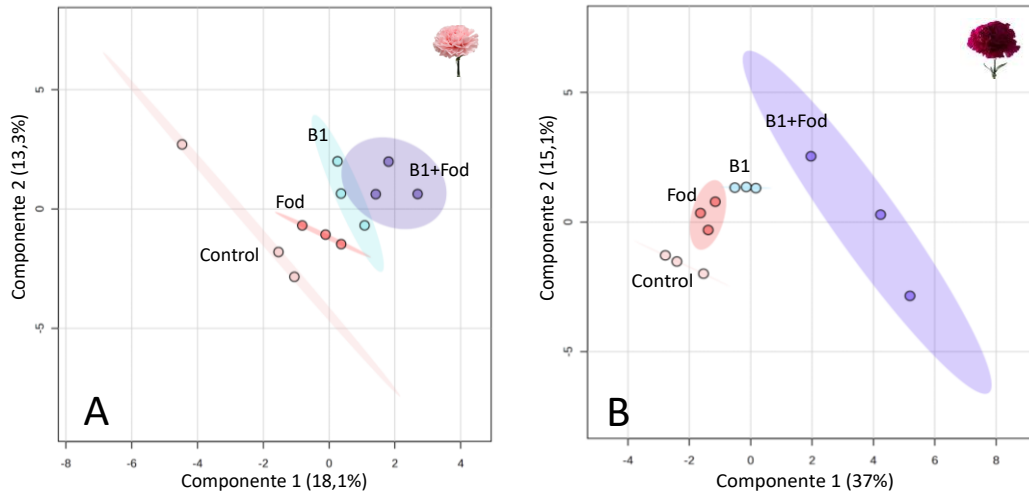 5
0
-5
Componente 2 (13,3%)
B1
B1+Fod
Fod
Control
A
-8
-6
-4
-2
0
2
4
Componente 1 (18,1%)
5
0
-5
Componente 2 (15,1%)
B1+Fod
B1
Fod
Control
B
-4
-2
0
2
4
6
8
Componente 1 (37%)